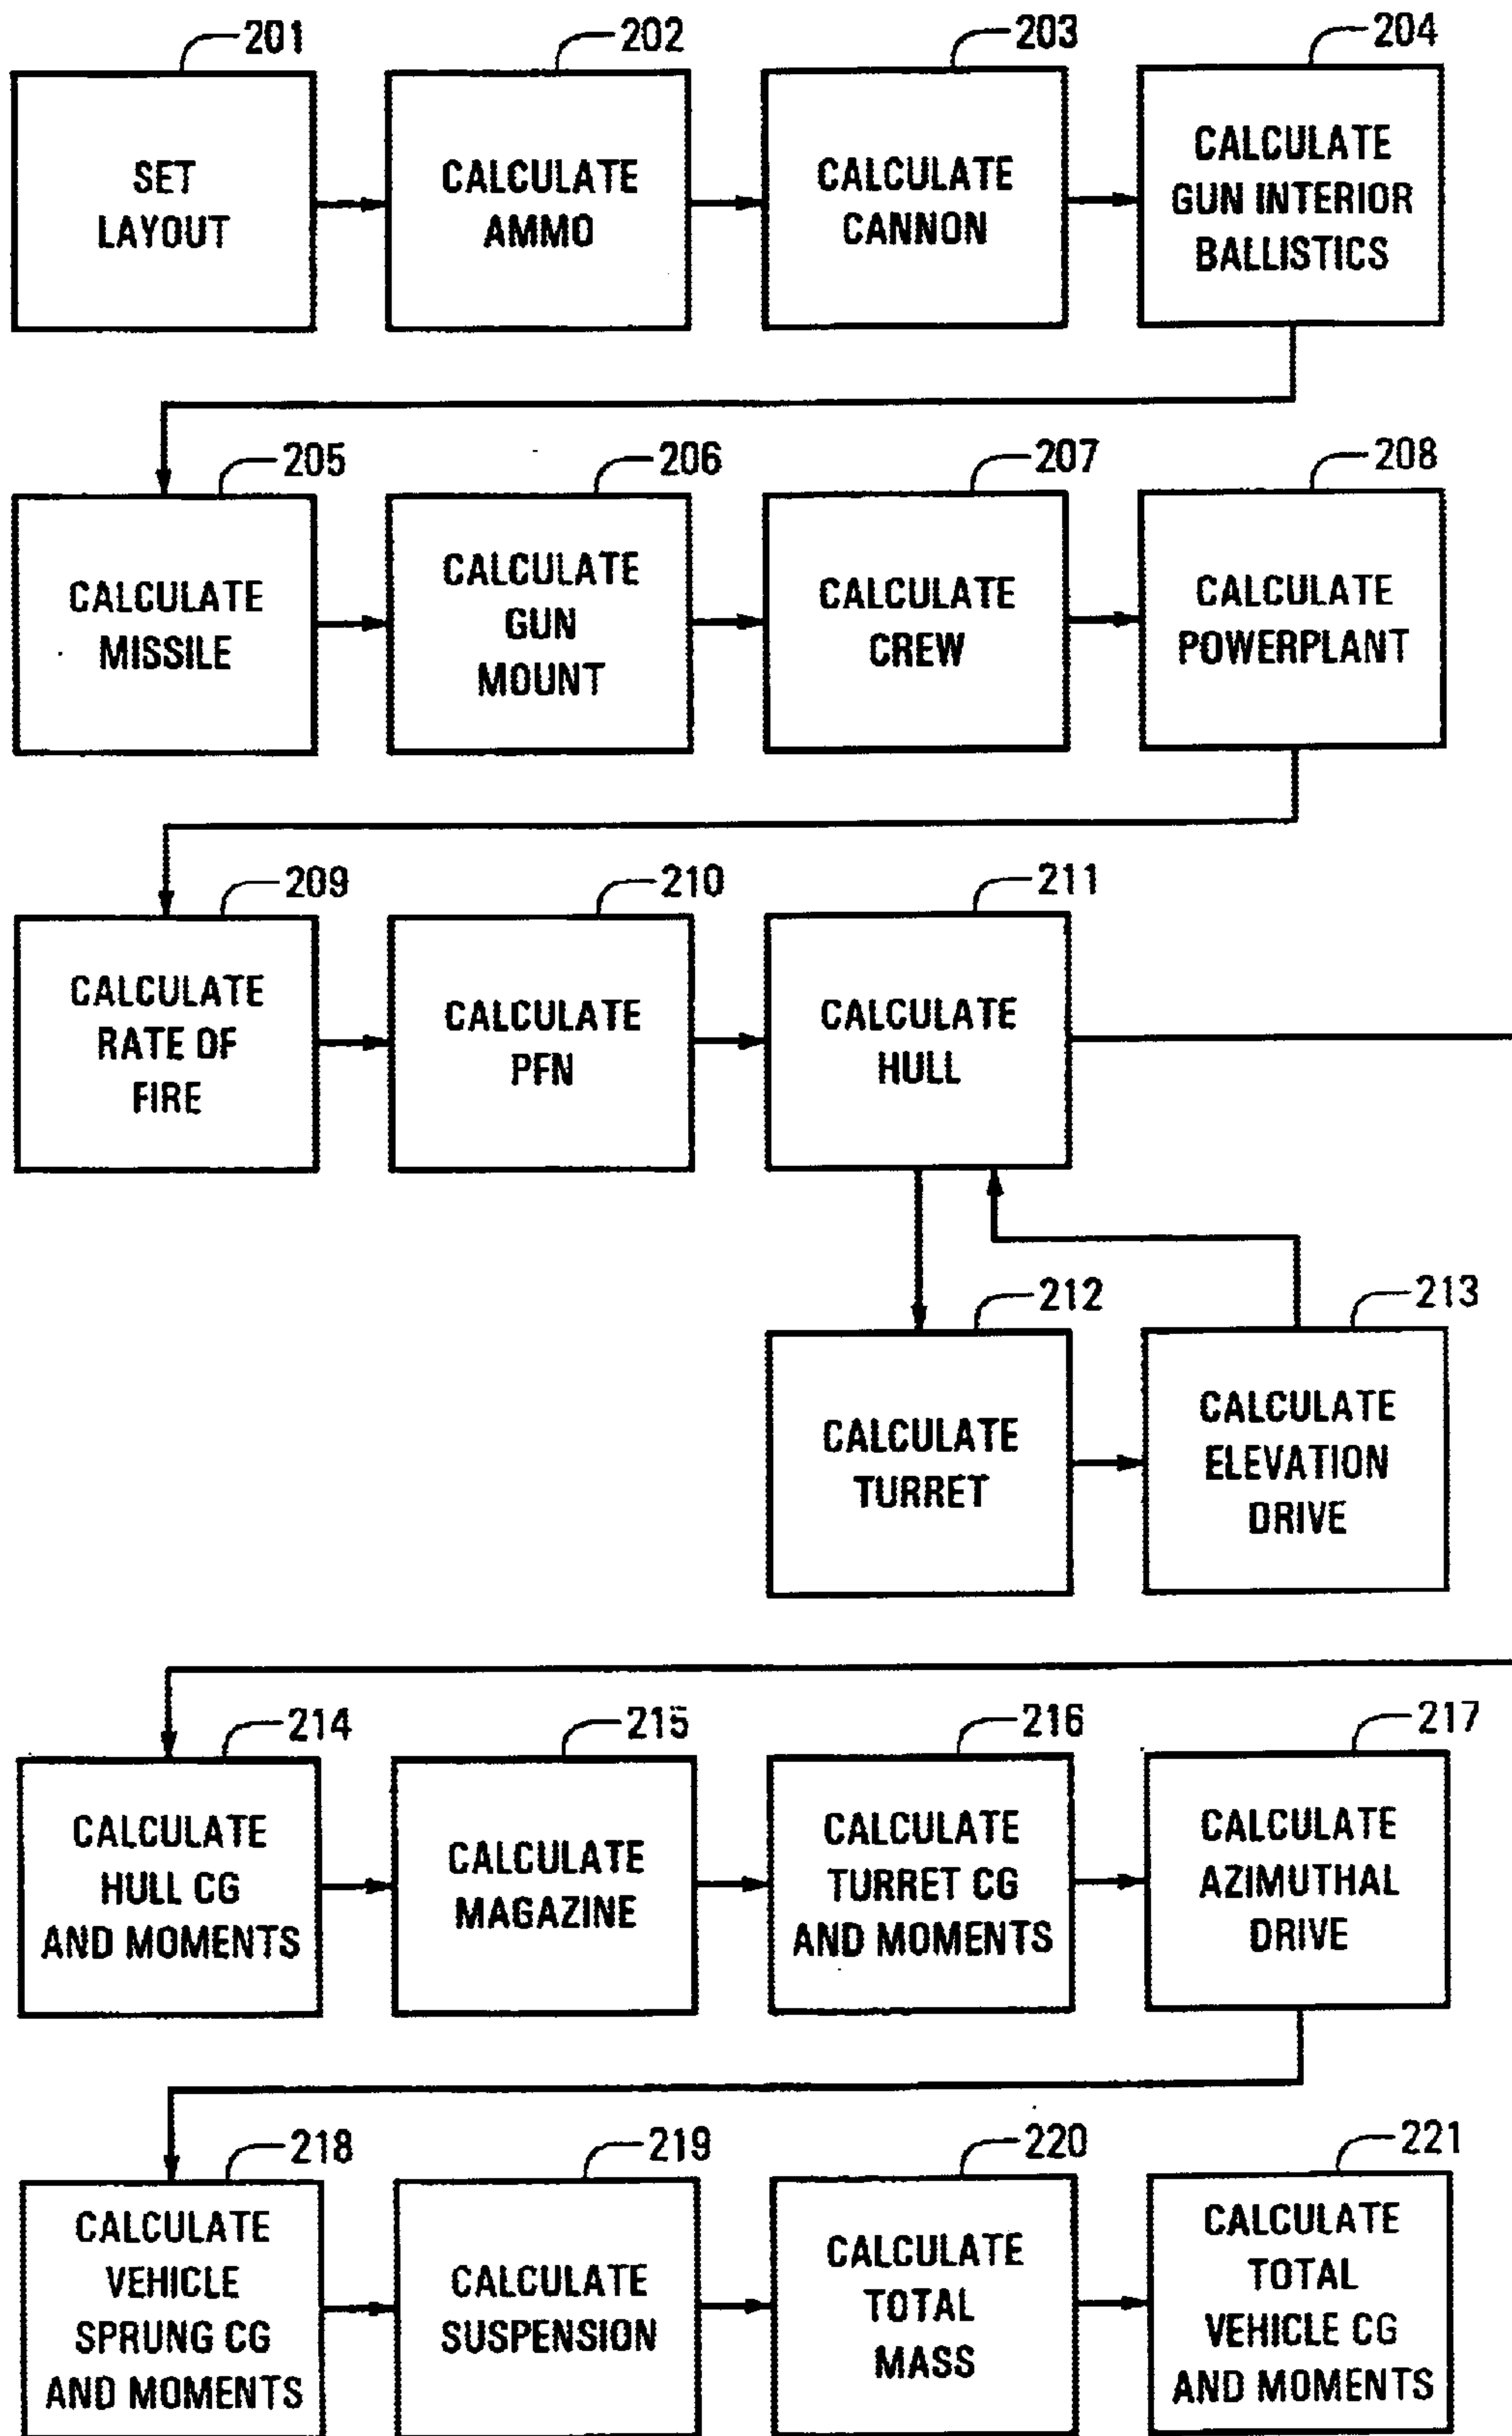 201
SET
LAYOUT
202
CALCULATE
AMMO
203
CALCULATE
CANNON
204
CALCULATE
GUN INTERIOR
BALLISTICS
205
CALCULATE
MISSILE
206
CALCULATE
GUN
MOUNT
207
CALCULATE
CREW
208
CALCULATE
POWERPLANT
209
CALCULATE
RATE OF
FIRE
210
CALCULATE
PFN
211
CALCULATE
HULL
212
CALCULATE
TURRET
213
CALCULATE
ELEVATION
DRIVE
214
CALCULATE
HULL CG
AND MOMENTS
215
CALCULATE
MAGAZINE
216
CALCULATE
TURRET CG
AND MOMENTS
217
CALCULATE
AZIMUTHAL
DRIVE
218
CALCULATE
VEHICLE
SPRUNG CG
AND MOMENTS
219
CALCULATE
SUSPENSION
220
CALCULATE
TOTAL
MASS
221
CALCULATE
TOTAL
VEHICLE CG
AND MOMENTS